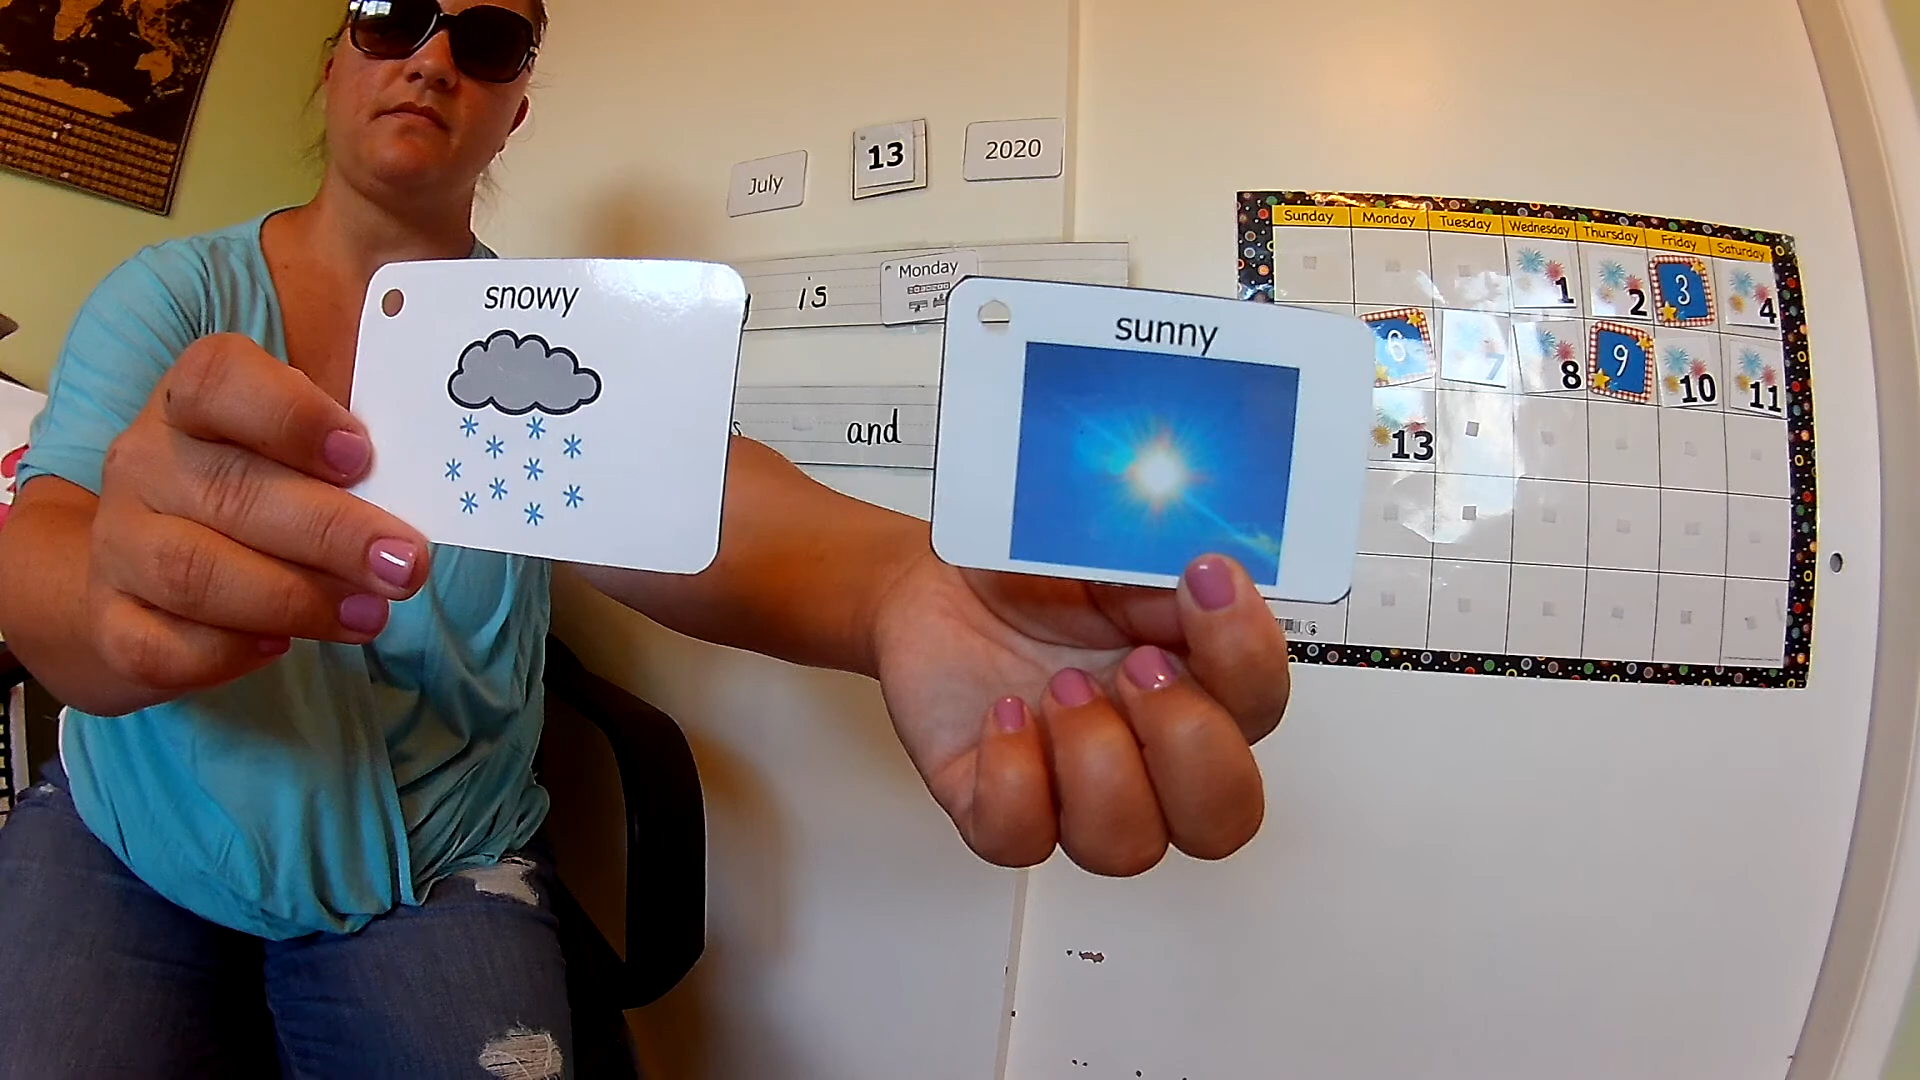 July
13
2020
is
Monday
and
snowy
sunny
Sunday Monday Tuesday Wednesday Thursday Friday Saturday
1 2 3 4
6 7 8 9 10 11
13